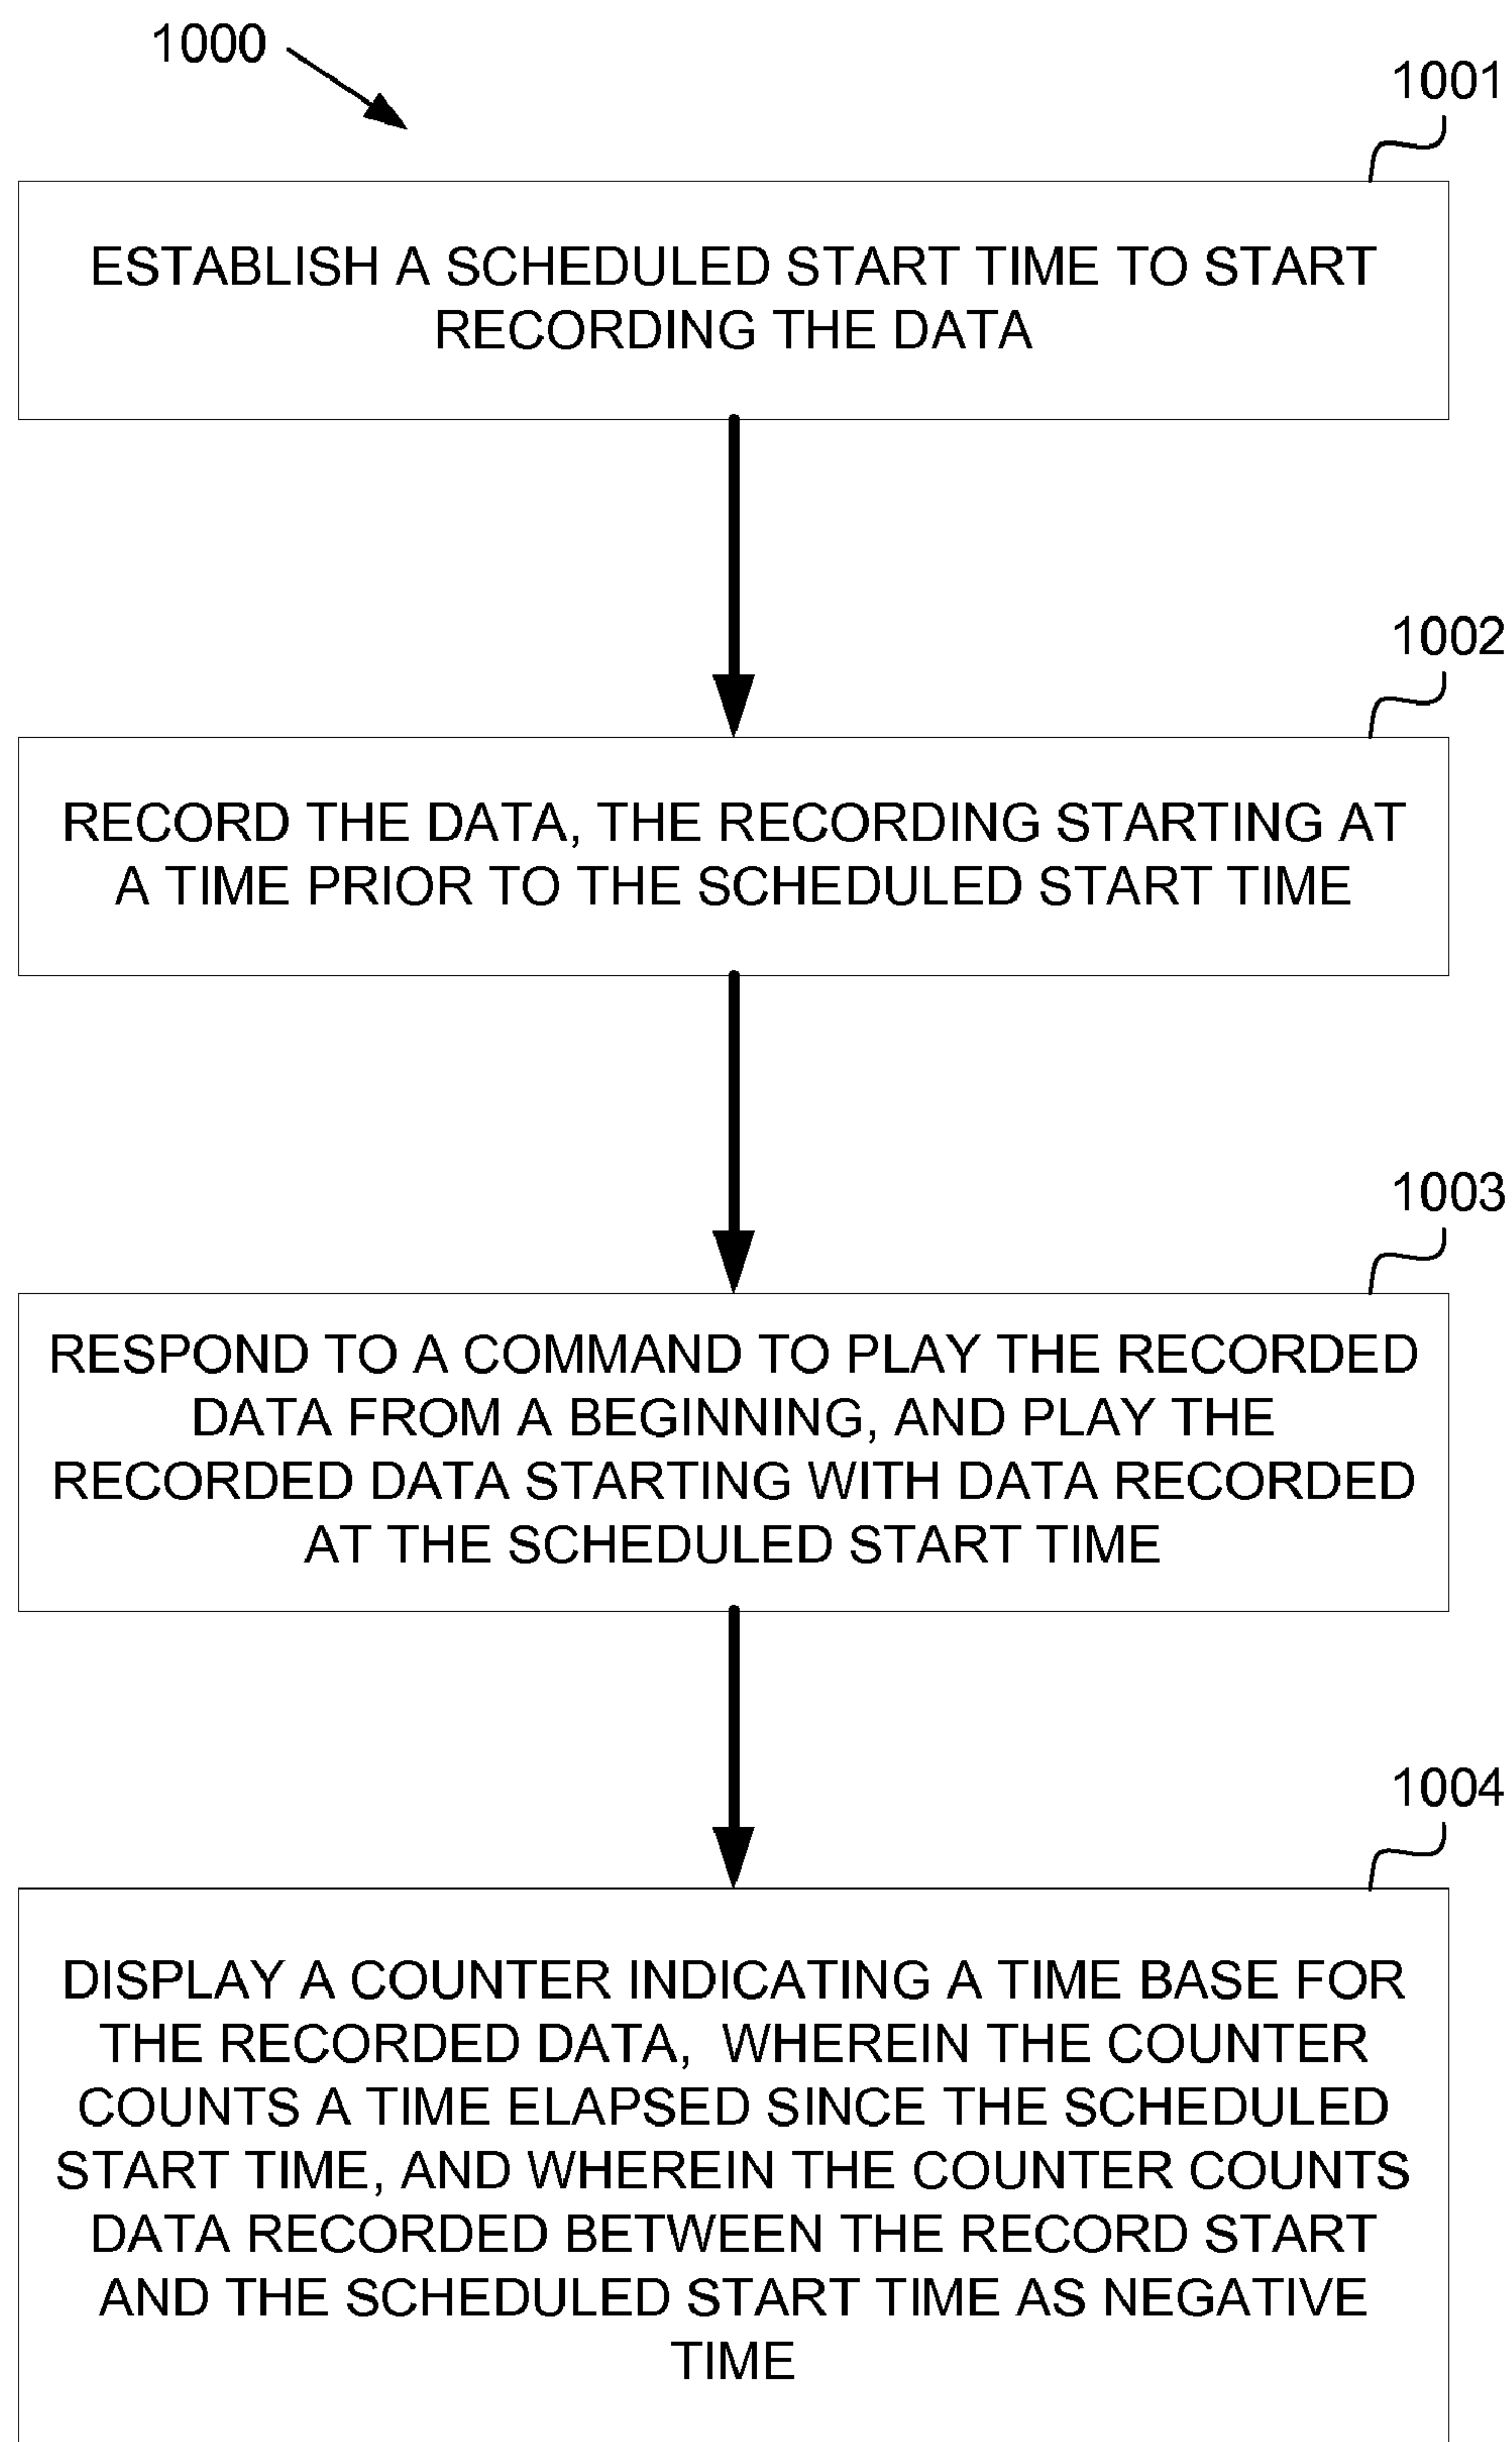 1000
1001
ESTABLISH A SCHEDULED START TIME TO START
RECORDING THE DATA
1002
RECORD THE DATA, THE RECORDING STARTING AT
A TIME PRIOR TO THE SCHEDULED START TIME
1003
RESPOND TO A COMMAND TO PLAY THE RECORDED
DATA FROM A BEGINNING, AND PLAY THE
RECORDED DATA STARTING WITH DATA RECORDED
AT THE SCHEDULED START TIME
1004
DISPLAY A COUNTER INDICATING A TIME BASE FOR
THE RECORDED DATA, WHEREIN THE COUNTER
COUNTS A TIME ELAPSED SINCE THE SCHEDULED
START TIME, AND WHEREIN THE COUNTER COUNTS
DATA RECORDED BETWEEN THE RECORD START
AND THE SCHEDULED START TIME AS NEGATIVE
TIME